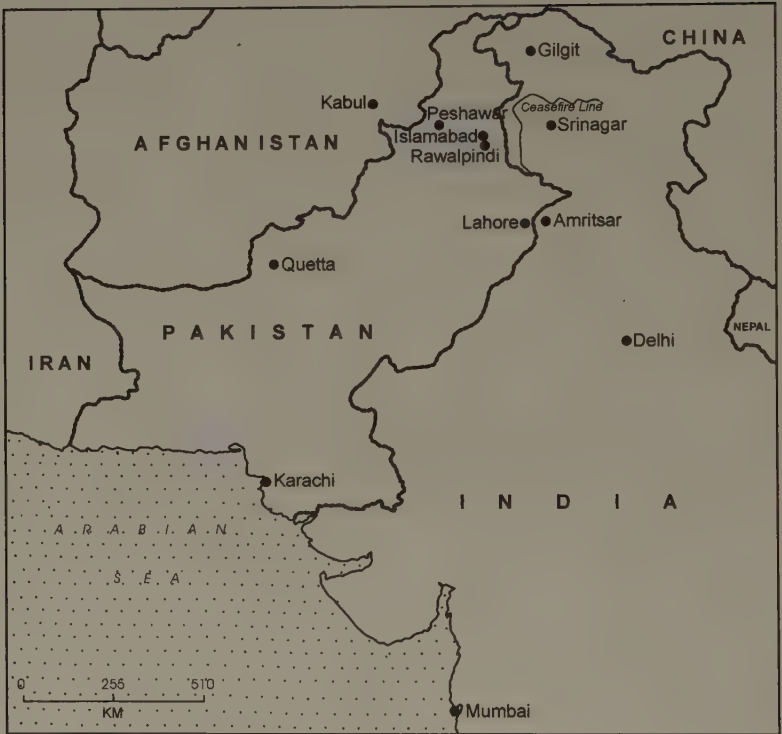 CHINA
Gilgit
Kabul
Ceasefire Line
Peshawar
Srinagar
Islamabad
AFGHANISTAN
Rawalpindi
Lahore
Amritsar
Quetta
PAKISTAN
NEPAL
Delhi
IRAN
Karachi
INDIA
ARABIAN
SEA
0 255 510
KM
Mumbai